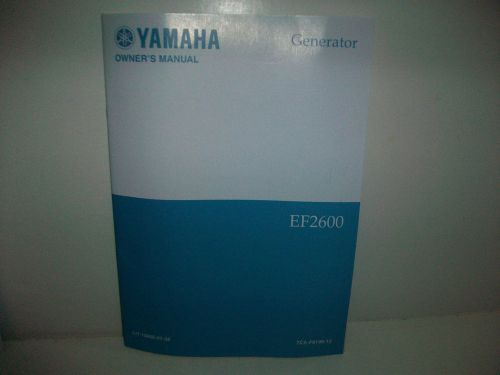 YAMAHA
OWNER'S MANUAL
Generator
EF2600